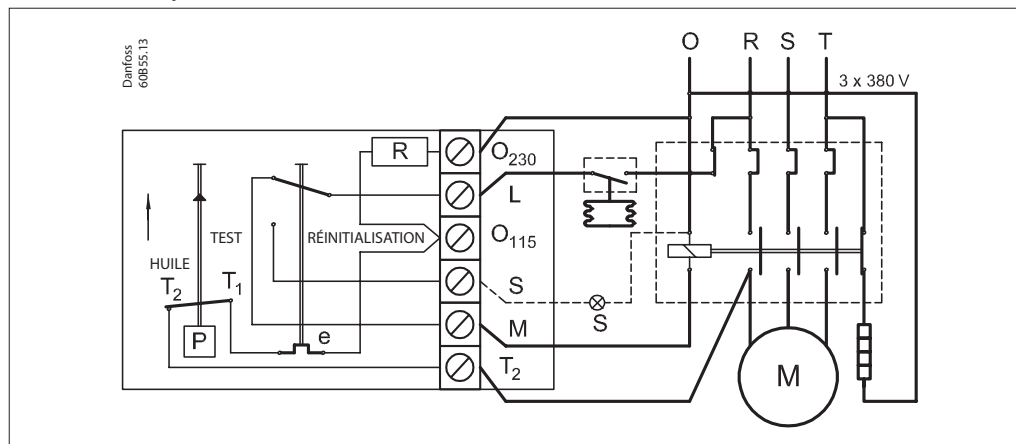 Danfoss
60B55.13
O R S T
3 x 380 V
R
O230
L
TEST
RÉINITIALISATION
O115
HUILE
S
S
T2 T1
P
e
M
T2
M